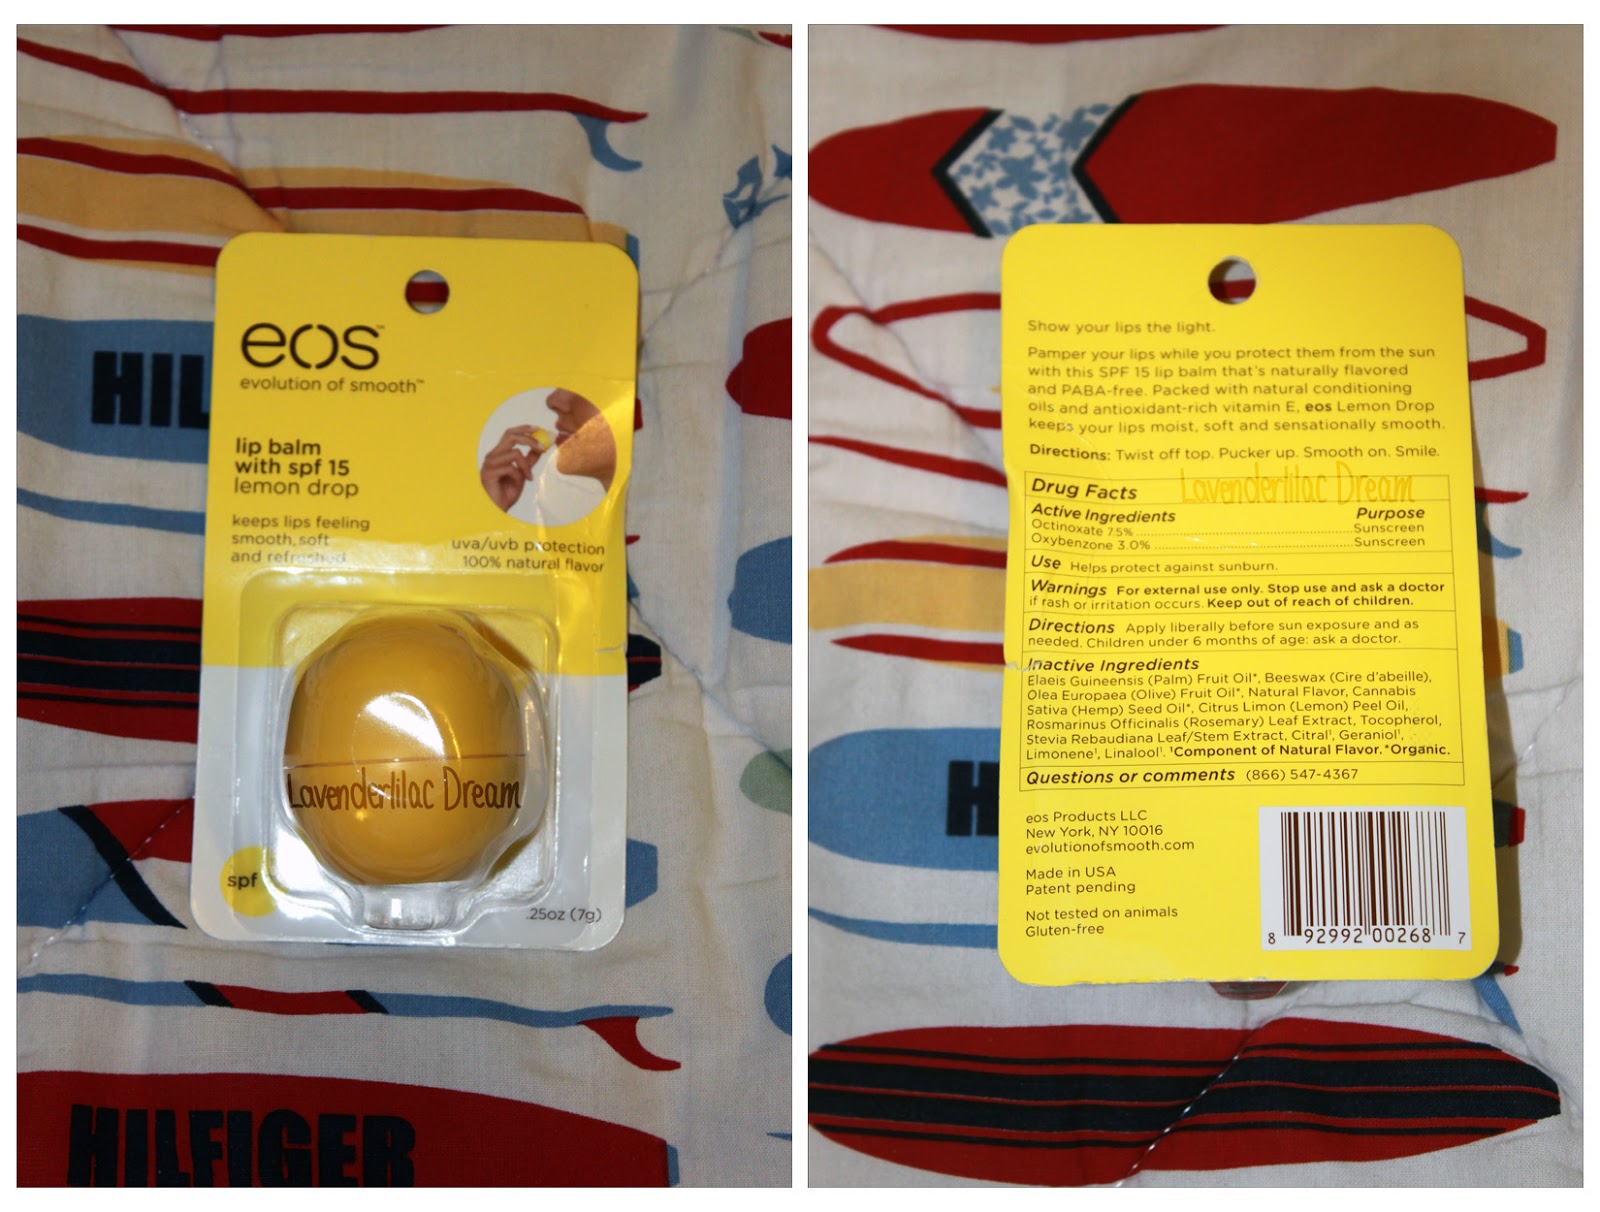 HIL
eos™
evolution of smooth™
lip balm
with spf 15
lemon drop
keeps lips feeling
smooth, soft
and refreshed
uva/uvb protection
100% natural flavor
Lavenderlilac Dream
spf
.25oz (7g)
HILFIGER
Show your lips the light.
Pamper your lips while you protect them from the sun
with this SPF 15 lip balm that's naturally flavored
and PABA-free. Packed with natural conditioning
oils and antioxidant-rich vitamin E, eos Lemon Drop
keeps your lips moist, soft and sensationally smooth.
Directions: Twist off top. Pucker up. Smooth on. Smile.
Lavenderlilac Dream
Drug Facts
Active Ingredients Purpose
Octinoxate 7.5% Sunscreen
Oxybenzone 3.0% Sunscreen
Use Helps protect against sunburn.
Warnings For external use only. Stop use and ask a doctor
if rash or irritation occurs. Keep out of reach of children.
Directions Apply liberally before sun exposure and as
needed. Children under 6 months of age: ask a doctor.
Inactive Ingredients
Elaeis Guineensis (Palm) Fruit Oil*, Beeswax (Cire d'abeille),
Olea Europaea (Olive) Fruit Oil*, Natural Flavor, Cannabis
Sativa (Hemp) Seed Oil*, Citrus Limon (Lemon) Peel Oil,
Rosmarinus Officinalis (Rosemary) Leaf Extract, Tocopherol,
Stevia Rebaudiana Leaf/Stem Extract, Citral¹, Geraniol¹,
Limonene¹, Linalool¹. ¹Component of Natural Flavor. *Organic.
Questions or comments (866) 547-4367
H
eos Products LLC
New York, NY 10016
evolutionofsmooth.com
Made in USA
Patent pending
Not tested on animals
Gluten-free
8 92992 00268 7